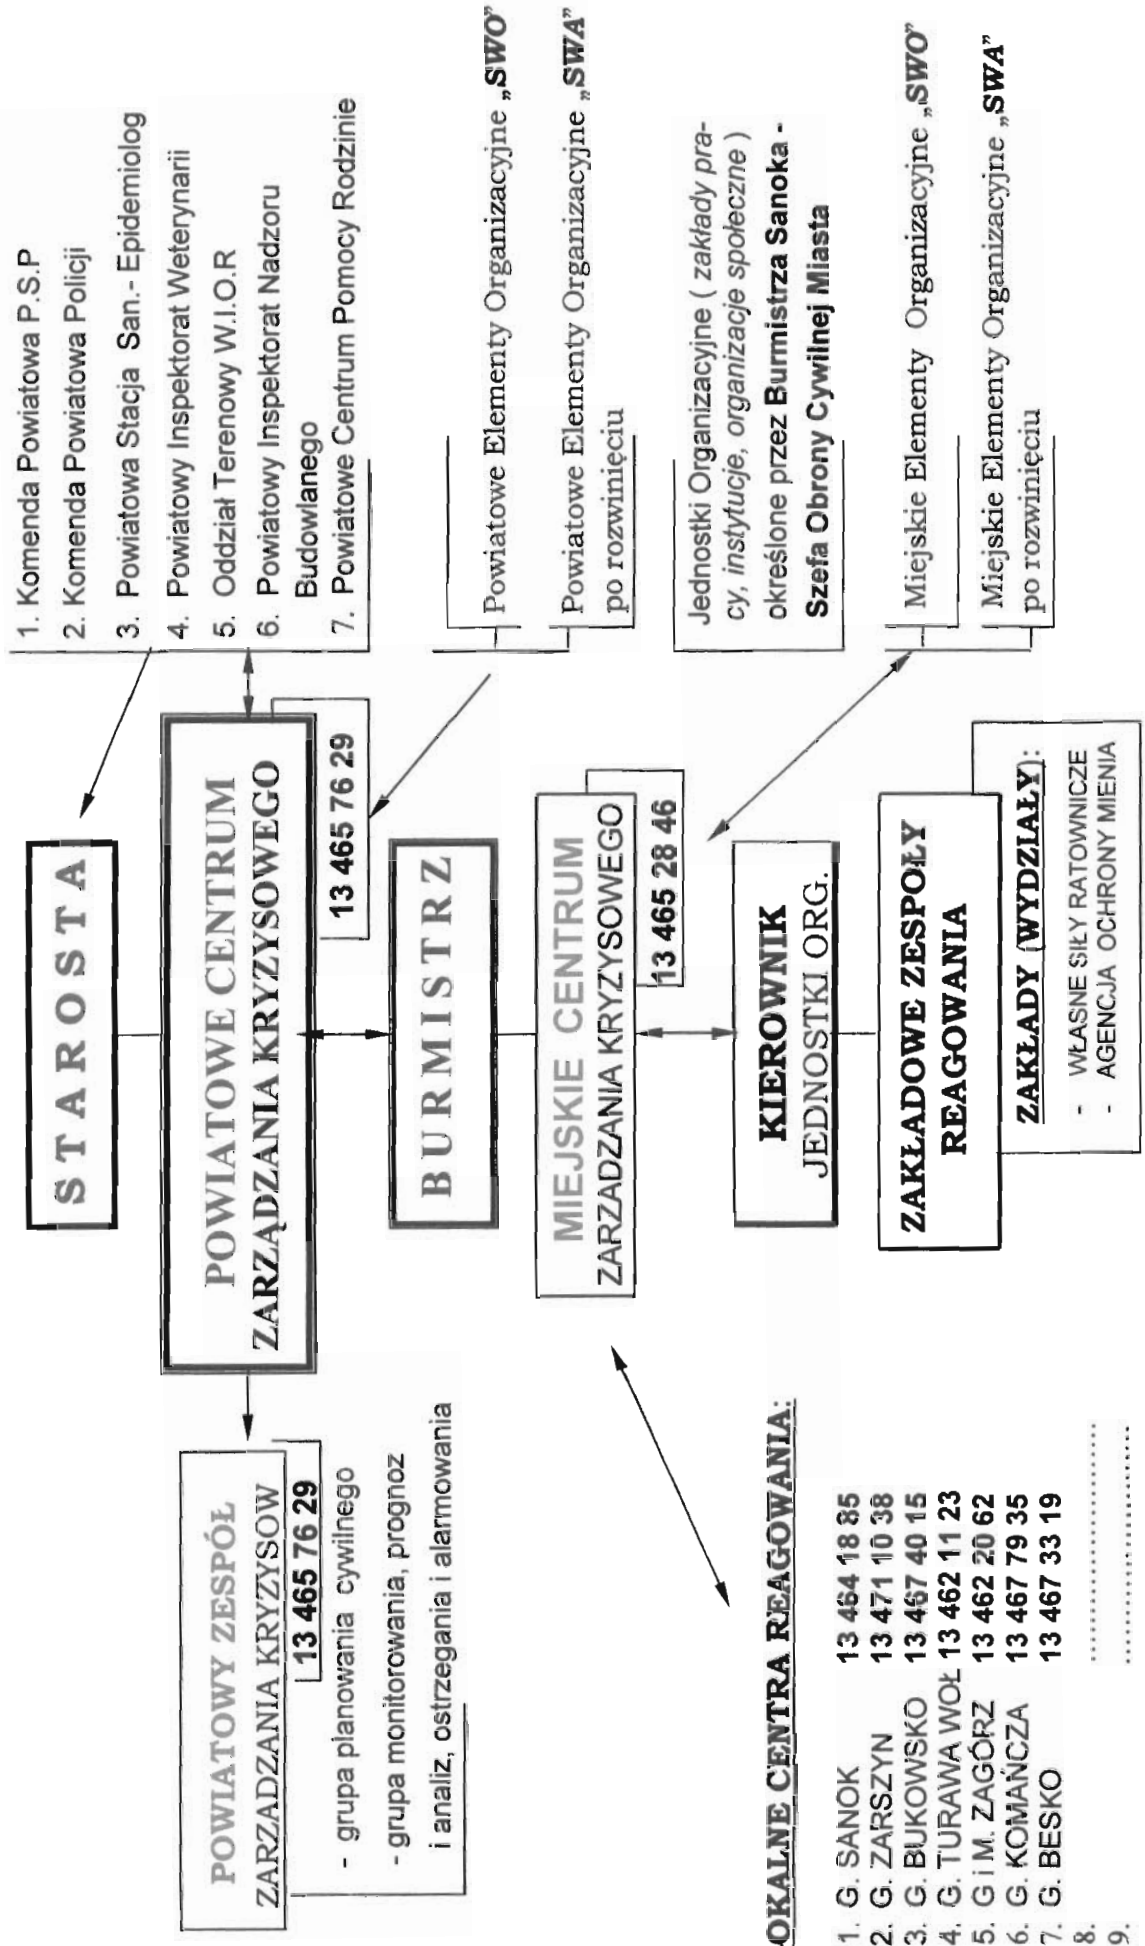 S T A R O S T A
1. Komenda Powiatowa P.S.P
2. Komenda Powiatowa Policji
3. Powiatowa Stacja San.- Epidemiolog
4. Powiatowy Inspektorat Weterynarii
5. Oddział Terenowy W.I.O.R
6. Powiatowy Inspektorat Nadzoru
Budowlanego
7. Powiatowe Centrum Pomocy Rodzinie
POWIATOWY ZESPÓŁ
ZARZADZANIA KRYZYSOW
13 465 76 29
- grupa planowania cywilnego
- grupa monitorowania, prognoz
i analiz, ostrzegania i alarmowania
POWIATOWE CENTRUM
ZARZĄDZANIA KRYZYSOWEGO
13 465 76 29
Powiatowe Elementy Organizacyjne „SWO”
Powiatowe Elementy Organizacyjne „SWA”
po rozwinięciu
B U R M I S T R Z
MIEJSKIE CENTRUM
ZARZADZANIA KRYZYSOWEGO
13 465 28 46
Jednostki Organizacyjne ( zakłady pra-
cy, instytucje, organizacje społeczne )
określone przez Burmistrza Sanoka -
Szefa Obrony Cywilnej Miasta
KIEROWNIK
JEDNOSTKI ORG.
Miejskie Elementy Organizacyjne „SWO”
Miejskie Elementy Organizacyjne „SWA”
po rozwinięciu
ZAKŁADOWE ZESPOŁY
REAGOWANIA
ZAKŁADY (WYDZIAŁY):
- WŁASNE SIŁY RATOWNICZE
- AGENCJA OCHRONY MIENIA
OKALNE CENTRA REAGOWANIA:
1. G. SANOK 13 464 18 85
2. G. ZARSZYN 13 471 10 38
3. G. BUKOWSKO 13 467 40 15
4. G. TURAWA WOŁ 13 462 11 23
5. G i M. ZAGÓRZ 13 462 20 62
6. G. KOMAŃCZA 13 467 79 35
7. G. BESKO 13 467 33 19
8. ..............................
9. ..............................